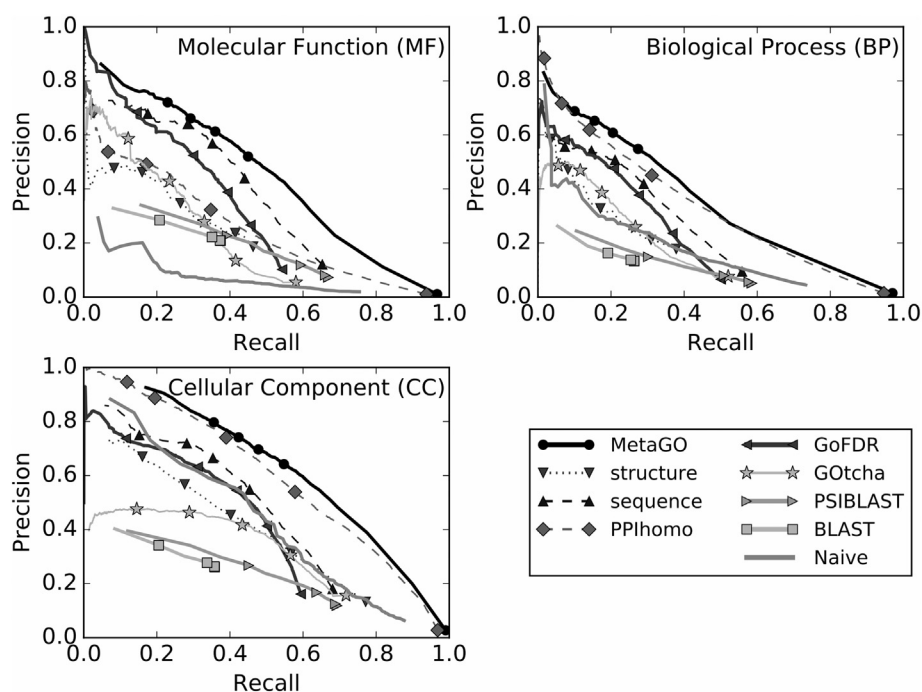 Molecular Function (MF)
Precision
1.0
0.8
0.6
0.4
0.2
0.0
0.0 0.2 0.4 0.6 0.8 1.0
Recall
Biological Process (BP)
Precision
1.0
0.8
0.6
0.4
0.2
0.0
0.0 0.2 0.4 0.6 0.8 1.0
Recall
Cellular Component (CC)
Precision
1.0
0.8
0.6
0.4
0.2
0.0
0.0 0.2 0.4 0.6 0.8 1.0
Recall
MetaGO
structure
sequence
PPIhomo
GoFDR
GOtcha
PSIBLAST
BLAST
Naive